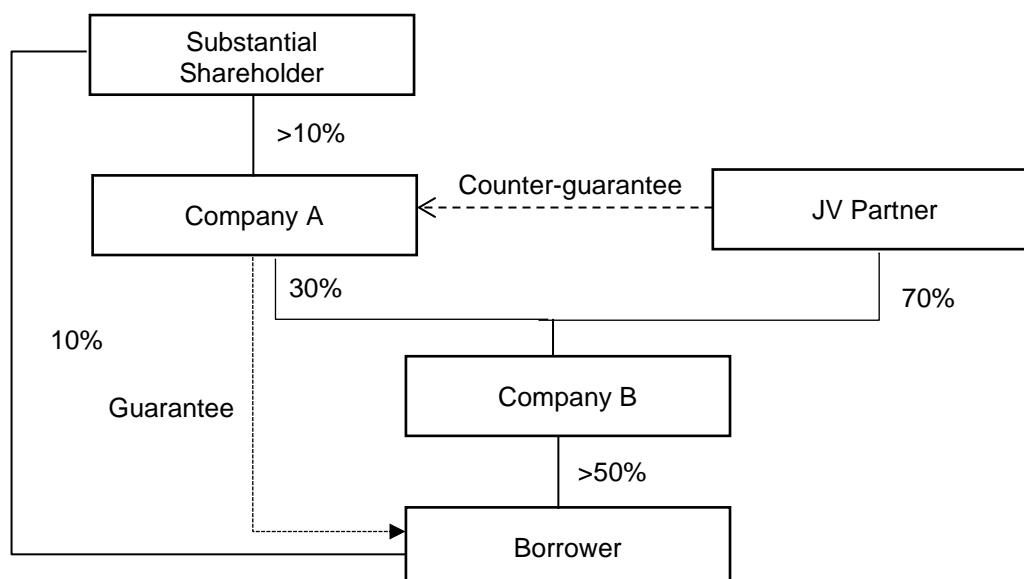 Substantial
Shareholder
>10%
Counter-guarantee
Company A
JV Partner
30%
70%
10%
Guarantee
Company B
>50%
Borrower